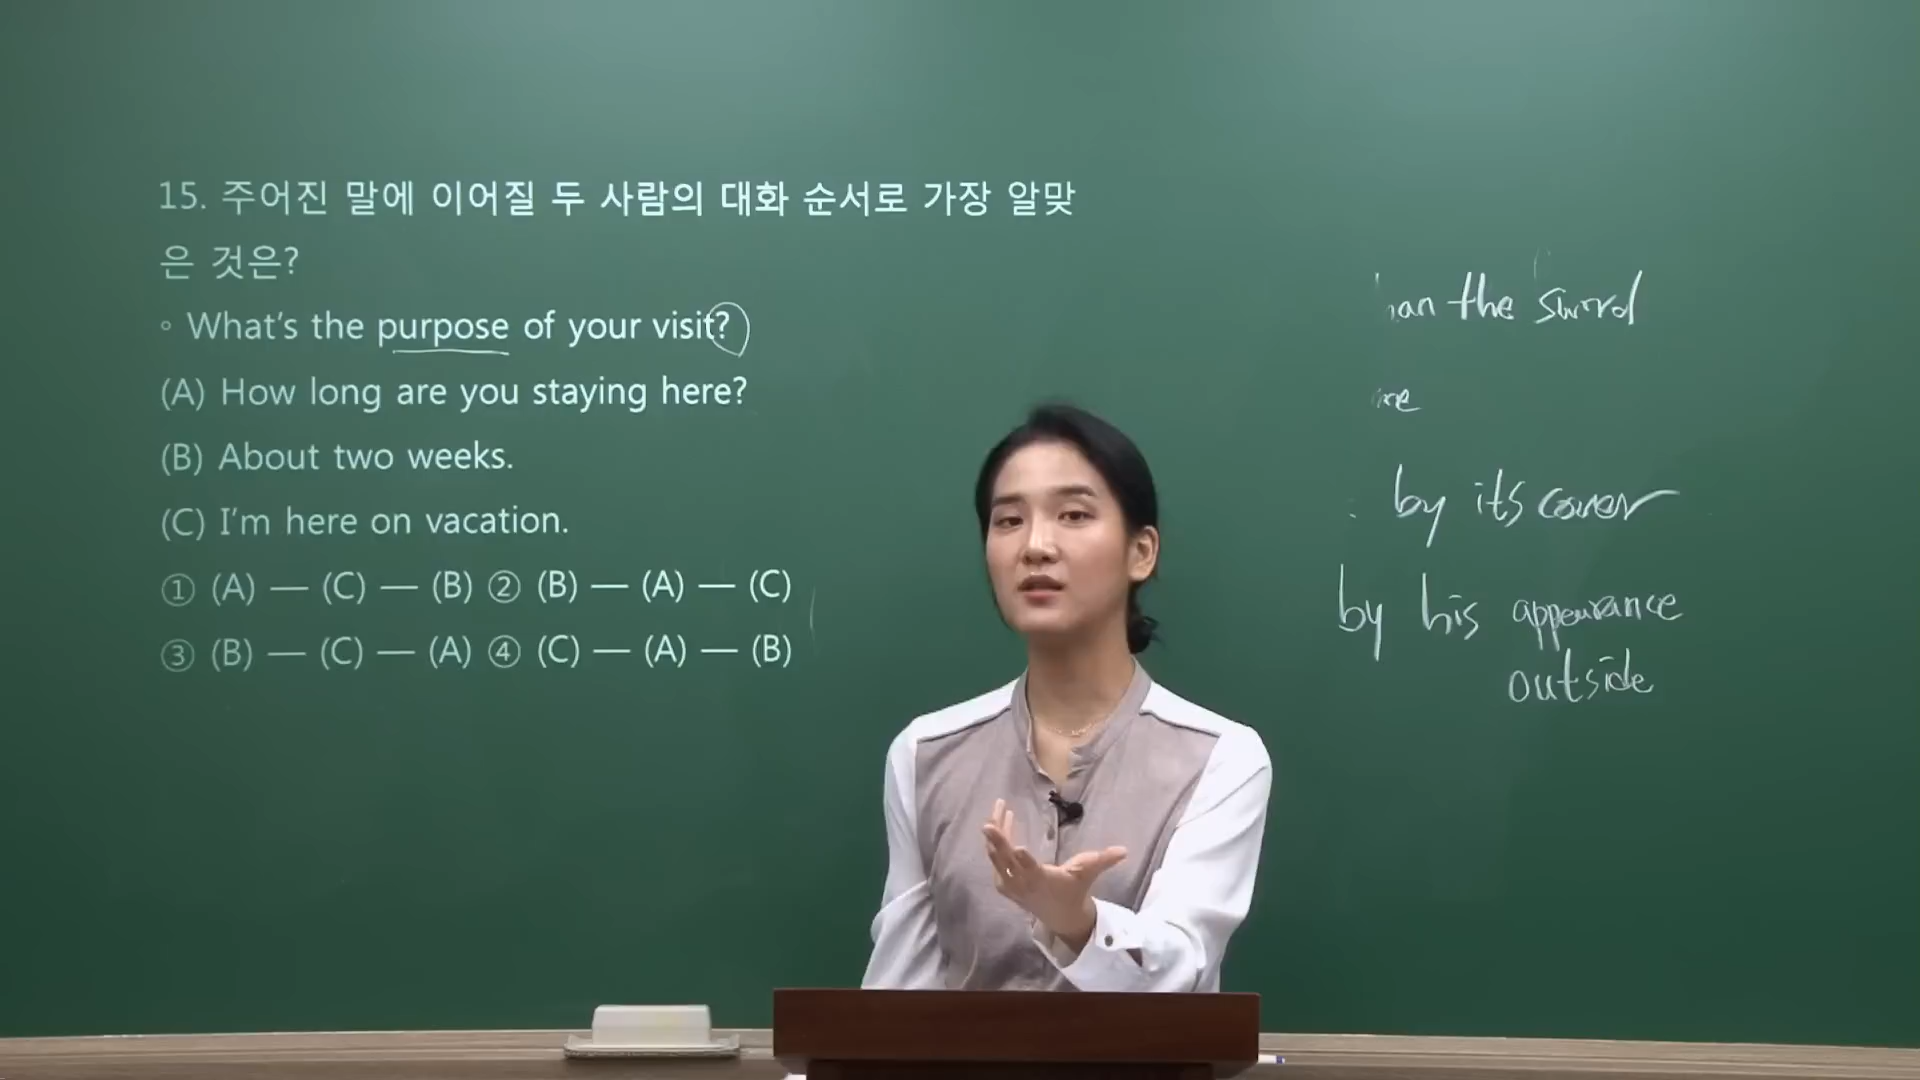 15. 주어진 말에 이어질 두 사람의 대화 순서로 가장 알맞
은 것은?
◦ What's the purpose of your visit?
(A) How long are you staying here?
(B) About two weeks.
(C) I'm here on vacation.
① (A) — (C) — (B) ② (B) — (A) — (C)
③ (B) — (C) — (A) ④ (C) — (A) — (B)
the sword
by its cover
by his appearance
outside